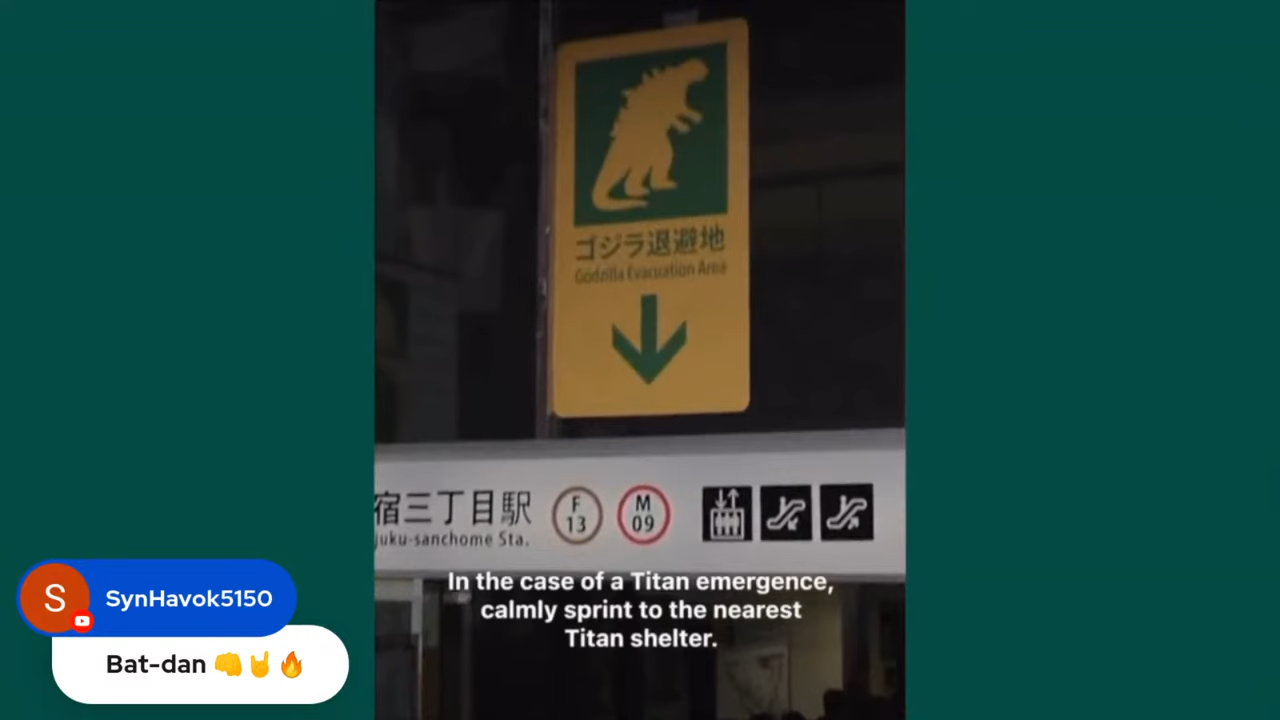 ゴジラ退避地
Godzilla Evacuation Area
宿三丁目駅
juku-sanchome Sta.
F
13
M
09
In the case of a Titan emergence,
calmly sprint to the nearest
Titan shelter.
S
SynHavok5150
Bat-dan 👊🤘🔥